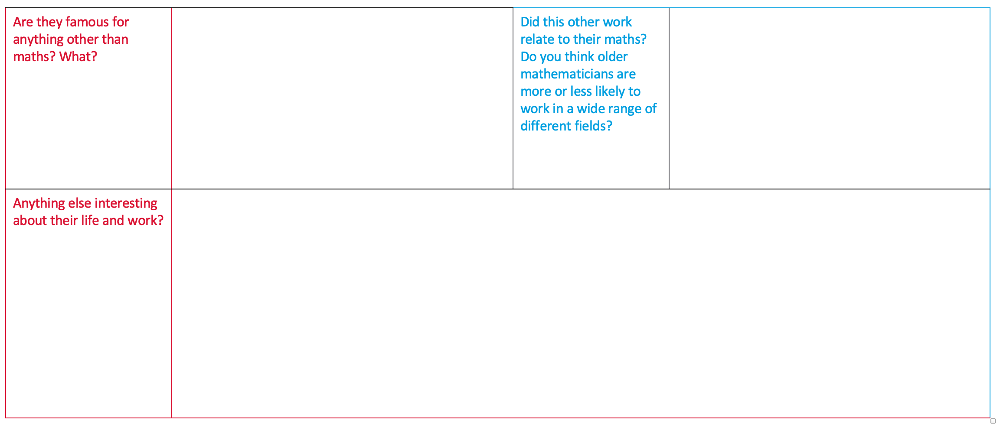 Are they famous for
anything other than
maths? What?
Did this other work
relate to their maths?
Do you think older
mathematicians are
more or less likely to
work in a wide range of
different fields?
Anything else interesting
about their life and work?